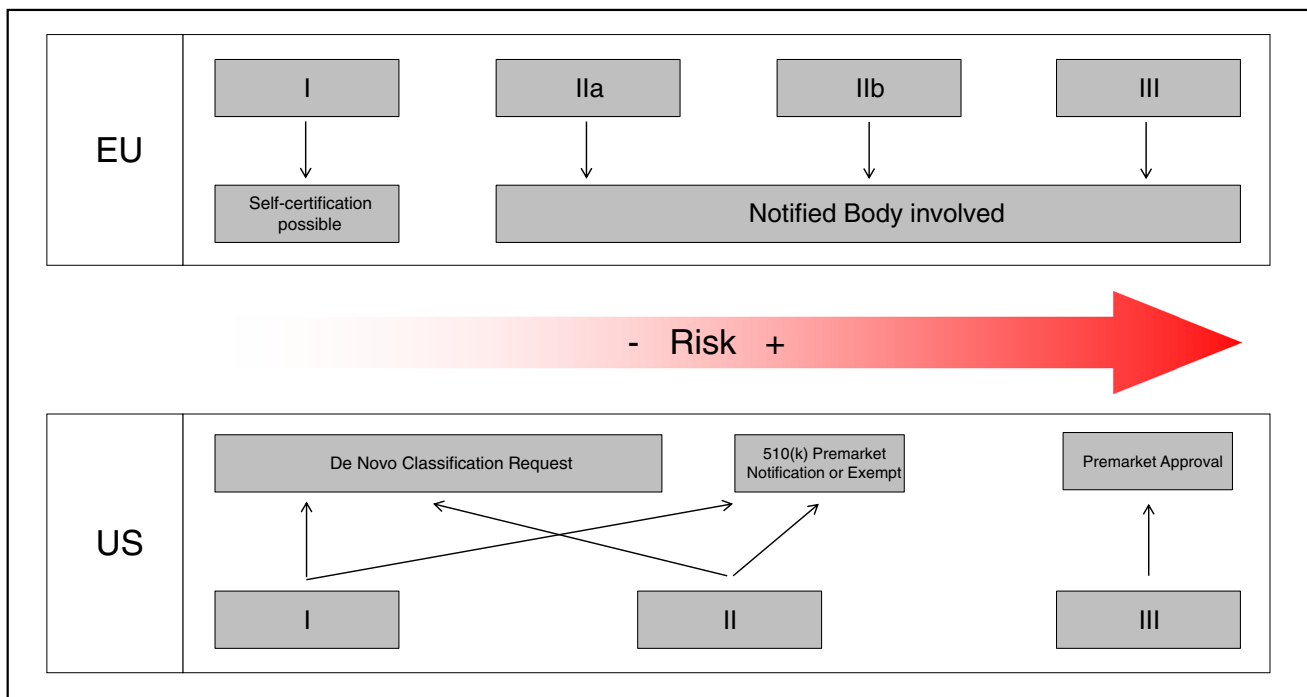 EU
I
IIa
IIb
III
Self-certification
possible
Notified Body involved
- Risk +
US
De Novo Classification Request
510(k) Premarket
Notification or Exempt
Premarket Approval
I
II
III